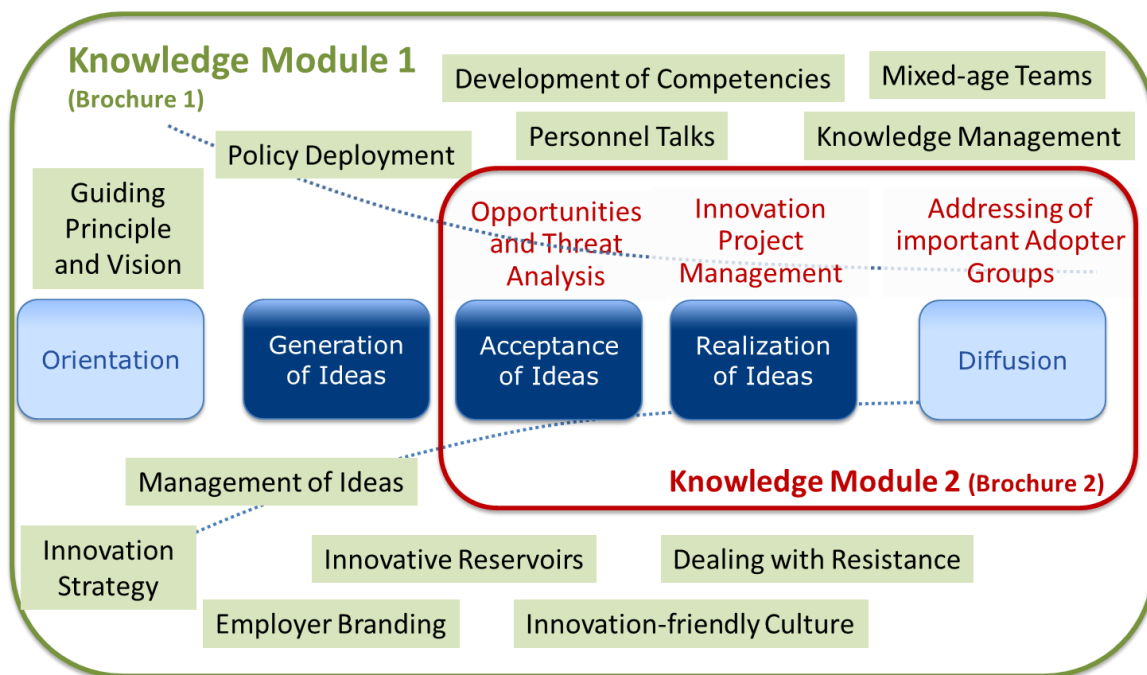 Knowledge Module 1
(Brochure 1)
Development of Competencies
Mixed-age Teams
Personnel Talks
Knowledge Management
Policy Deployment
Guiding
Principle
and Vision
Opportunities
and Threat
Analysis
Innovation
Project
Management
Addressing of
important Adopter
Groups
Orientation
Generation
of Ideas
Acceptance
of Ideas
Realization
of Ideas
Diffusion
Management of Ideas
Knowledge Module 2 (Brochure 2)
Innovation
Strategy
Innovative Reservoirs
Dealing with Resistance
Employer Branding
Innovation-friendly Culture